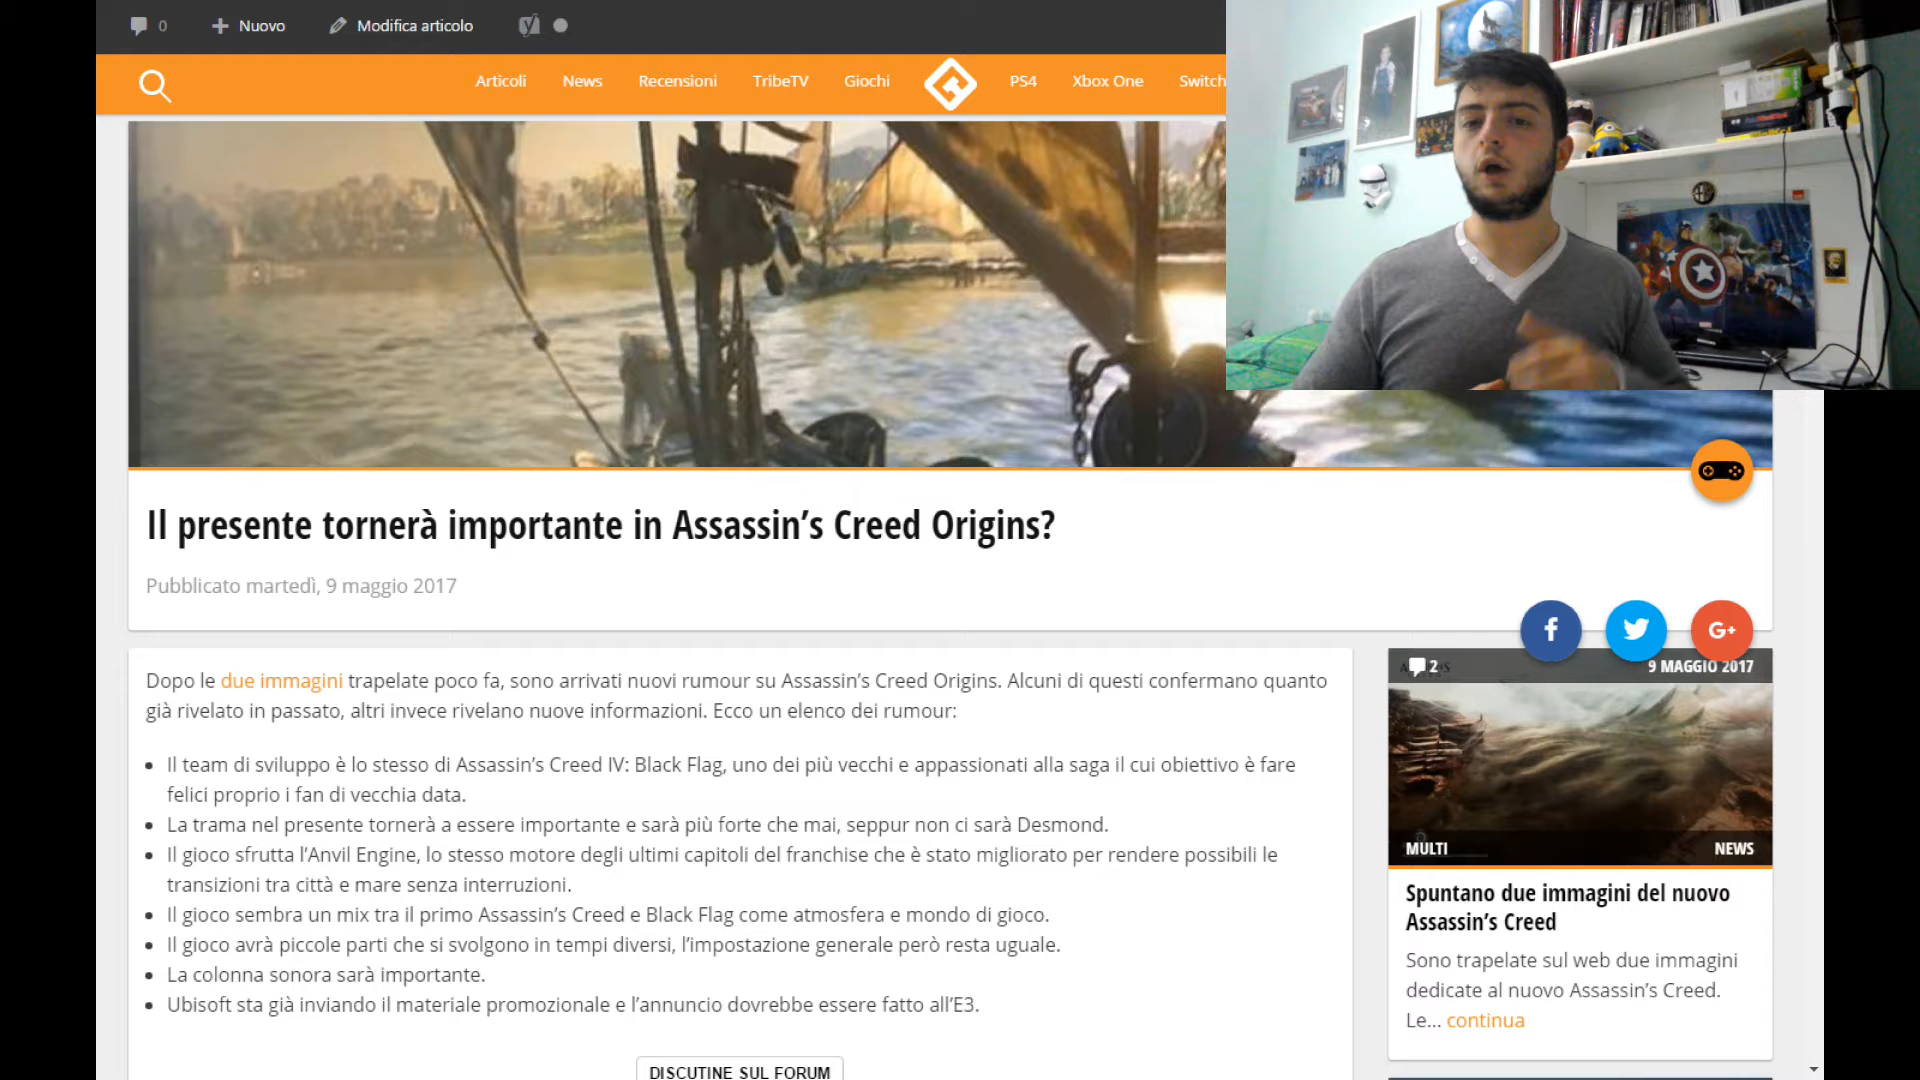 0 Nuovo Modifica articolo
Articoli News Recensioni TribeTV Giochi PS4 Xbox One Switch
Il presente tornerà importante in Assassin's Creed Origins?
Pubblicato martedì, 9 maggio 2017
Dopo le due immagini trapelate poco fa, sono arrivati nuovi rumour su Assassin's Creed Origins. Alcuni di questi confermano quanto
già rivelato in passato, altri invece rivelano nuove informazioni. Ecco un elenco dei rumour:
Il team di sviluppo è lo stesso di Assassin's Creed IV: Black Flag, uno dei più vecchi e appassionati alla saga il cui obiettivo è fare
felici proprio i fan di vecchia data.
La trama nel presente tornerà a essere importante e sarà più forte che mai, seppur non ci sarà Desmond.
Il gioco sfrutta l'Anvil Engine, lo stesso motore degli ultimi capitoli del franchise che è stato migliorato per rendere possibili le
transizioni tra città e mare senza interruzioni.
Il gioco sembra un mix tra il primo Assassin's Creed e Black Flag come atmosfera e mondo di gioco.
Il gioco avrà piccole parti che si svolgono in tempi diversi, l'impostazione generale però resta uguale.
La colonna sonora sarà importante.
Ubisoft sta già inviando il materiale promozionale e l'annuncio dovrebbe essere fatto all'E3.
DISCUTINE SUL FORUM
f G+
2 9 MAGGIO 2017
MULTI NEWS
Spuntano due immagini del nuovo
Assassin's Creed
Sono trapelate sul web due immagini
dedicate al nuovo Assassin's Creed.
Le... continua